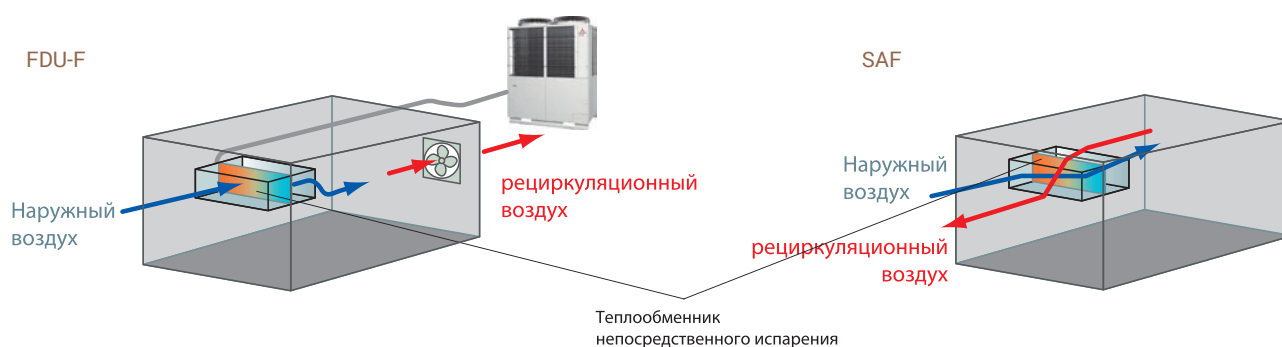 FDU-F
SAF
Наружный
воздух
рециркуляционный
воздух
Наружный
воздух
рециркуляционный
воздух
Теплообменник
непосредственного испарения